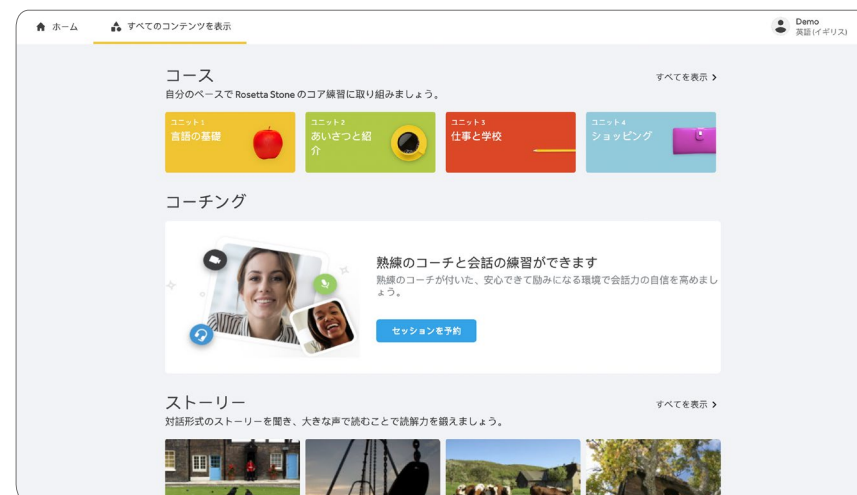 ホーム
すべてのコンテンツを表示
Demo
英語 (イギリス)
コース
すべてを表示
自分のペースで Rosetta Stone のコア練習に取り組みましょう。
ユニット 1
言語の基礎
ユニット 2
あいさつと紹
介
ユニット 3
仕事と学校
ユニット 4
ショッピング
コーチング
熟練のコーチと会話の練習ができます
熟練のコーチが付いた、安心できて励みになる環境で会話力の自信を高めまし
ょう。
セッションを予約
ストーリー
すべてを表示
対話形式のストーリーを聞き、大きな声で読むことで読解力を鍛えましょう。